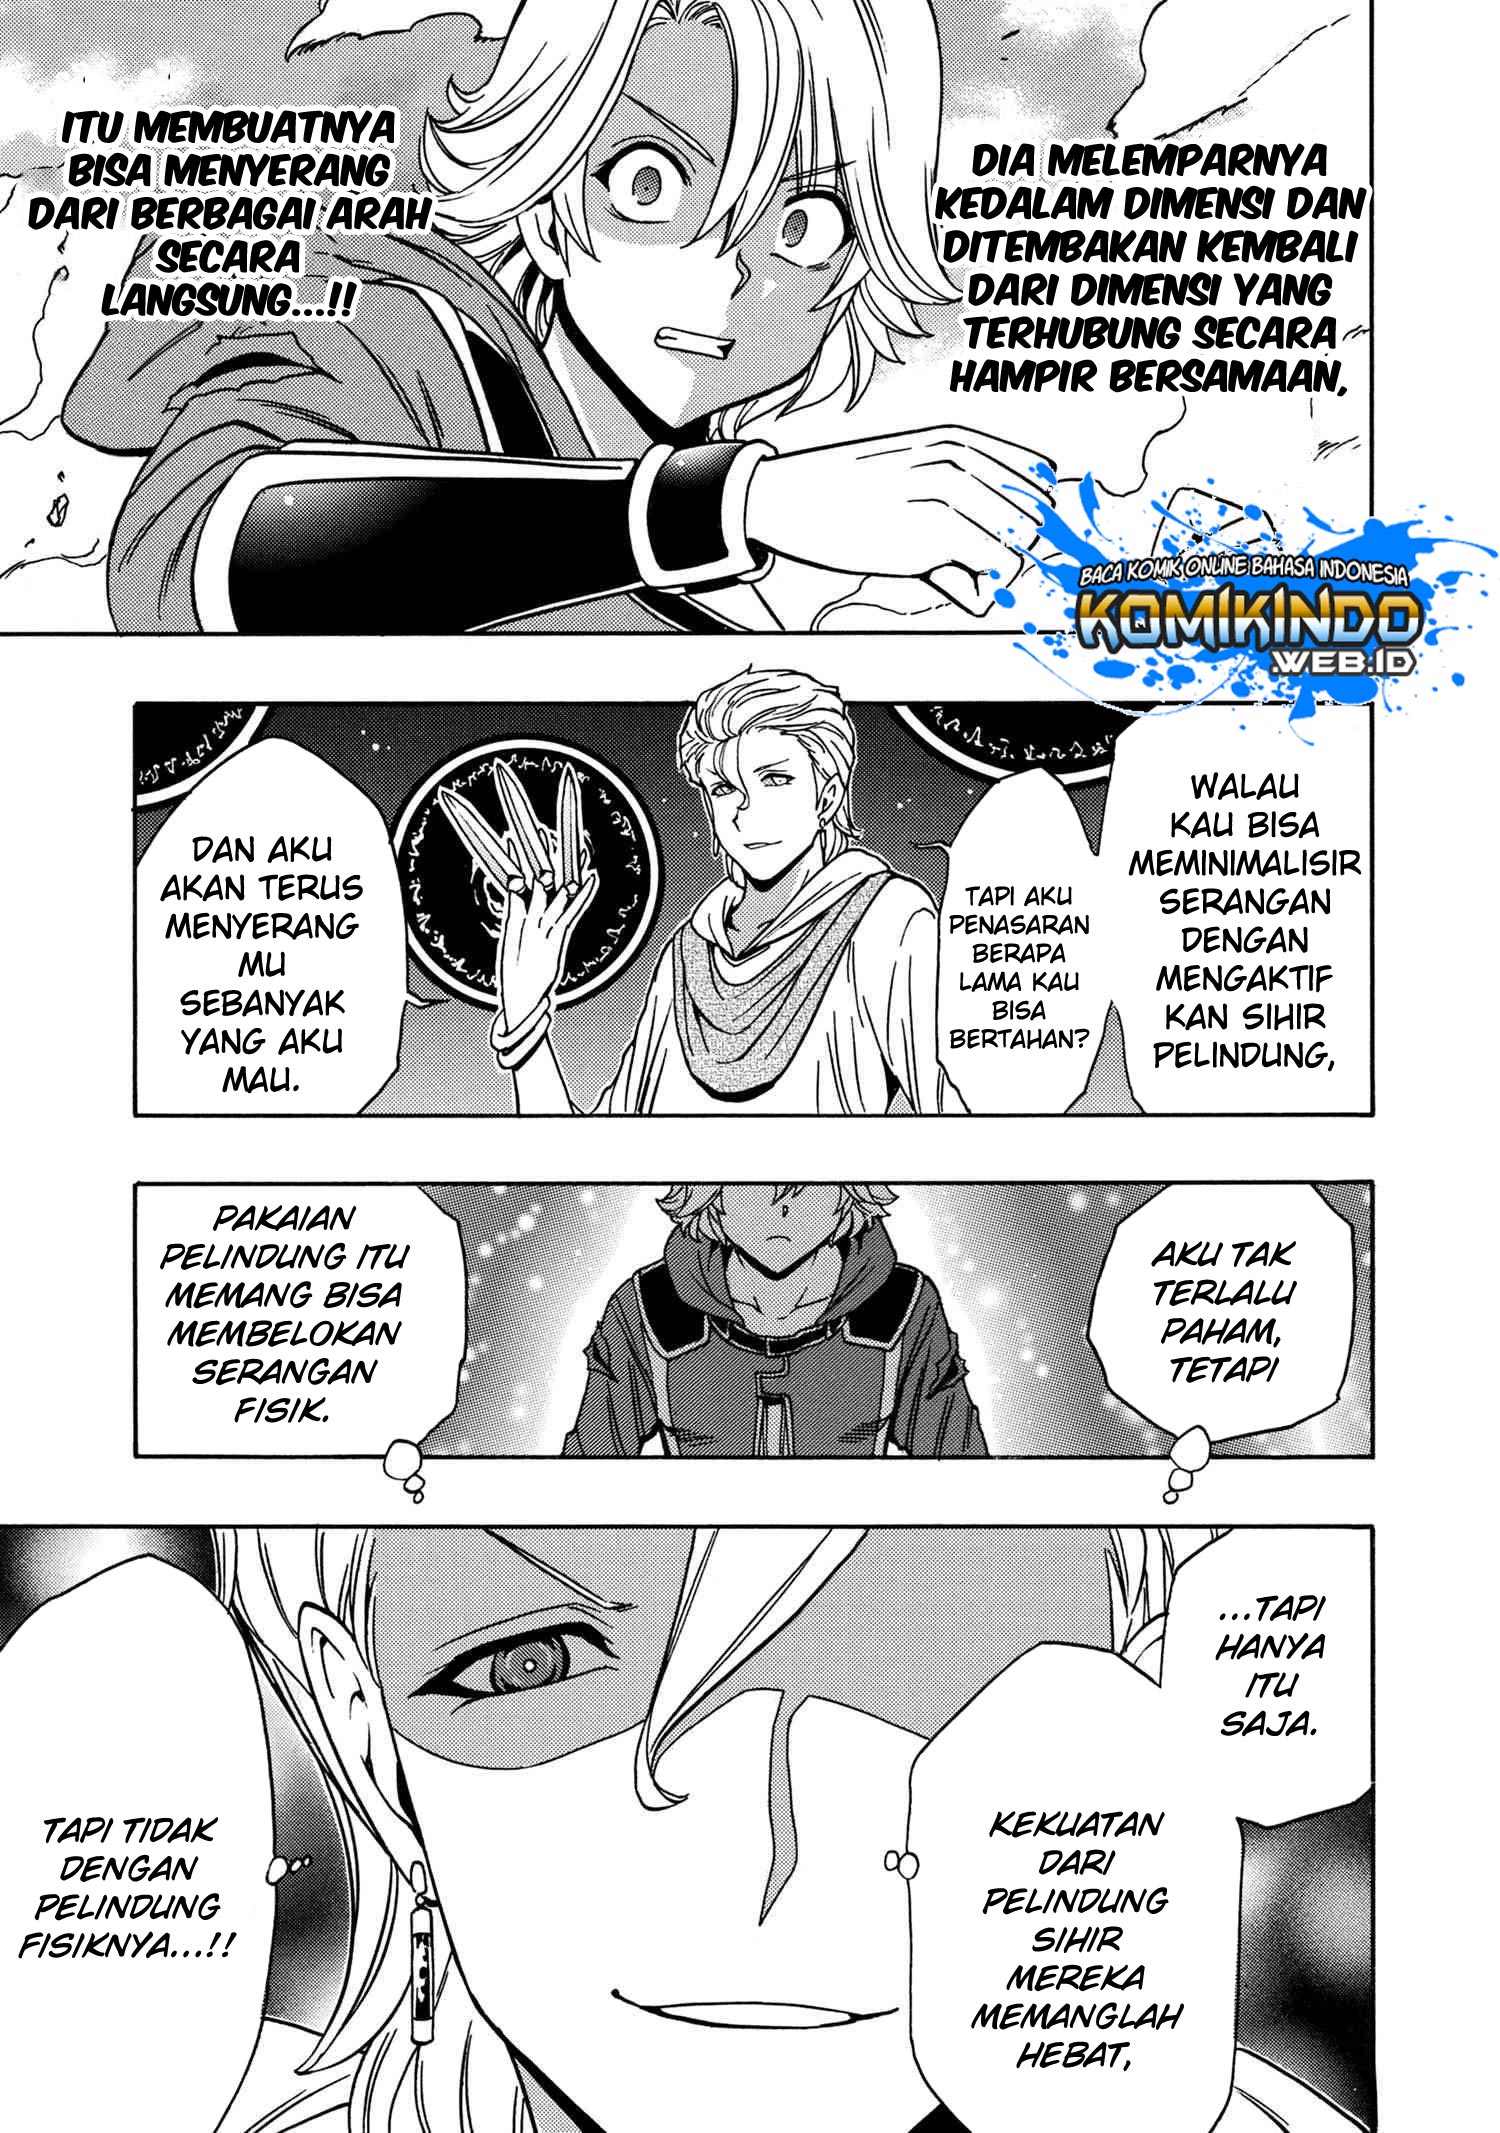 DIA MELEMPARNYA
KEDALAM DIMENSI DAN
DITEMBAKAN KEMBALI
DARI DIMENSI YANG
TERHUBUNG SECARA
HAMPIR BERSAMAAN,
ITU MEMBUATNYA
BISA MENYERANG
DARI BERBAGAI ARAH
SECARA
LANGSUNG...!!
BACA KOMIK ONLINE BAHASA INDONESIA
KOMIKINDO
.WEB.ID
WALAU
KAU BISA
MEMINIMALISIR
SERANGAN
DENGAN
MENGAKTIF
KAN SIHIR
PELINDUNG,
TAPI AKU
PENASARAN
BERAPA
LAMA KAU
BISA
BERTAHAN?
DAN AKU
AKAN TERUS
MENYERANG
MU
SEBANYAK
YANG AKU
MAU.
AKU TAK
TERLALU
PAHAM,
TETAPI
PAKAIAN
PELINDUNG ITU
MEMANG BISA
MEMBELOKAN
SERANGAN
FISIK.
...TAPI
HANYA
ITU
SAJA.
KEKUATAN
DARI
PELINDUNG
SIHIR
MEREKA
MEMANGLAH
HEBAT,
TAPI TIDAK
DENGAN
PELINDUNG
FISIKNYA...!!